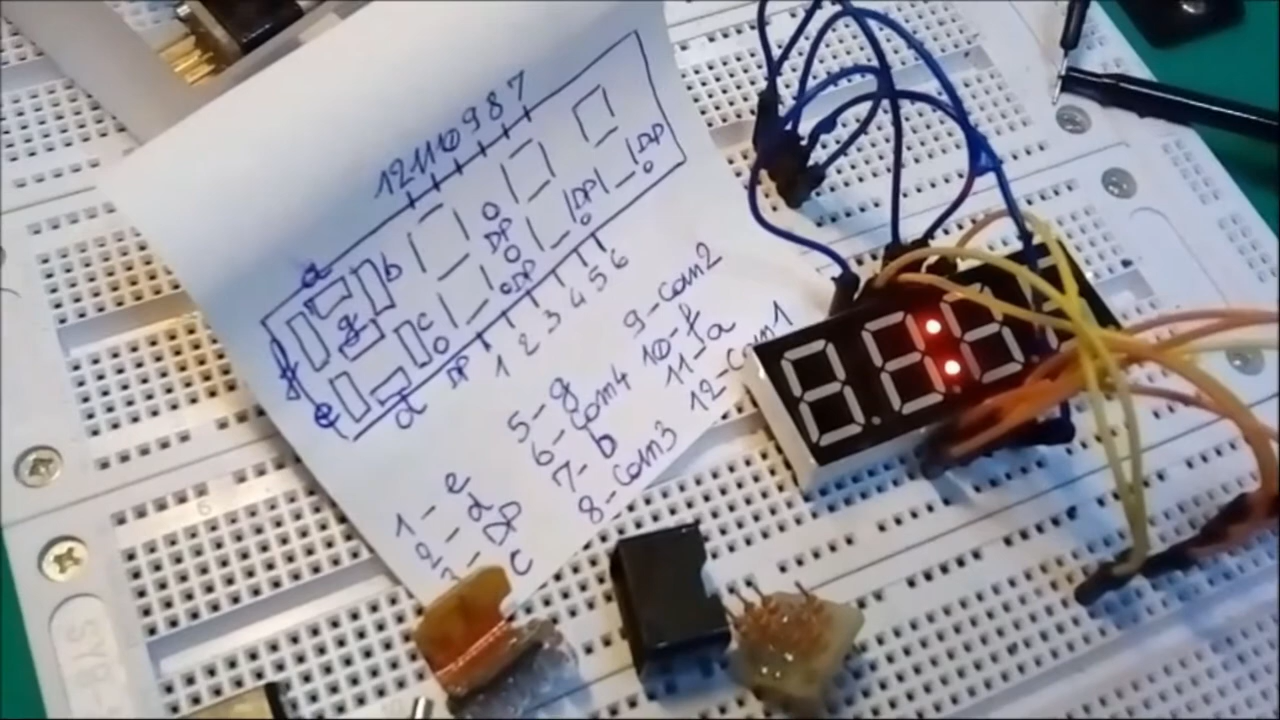 12 11 10 9 8 7
a
b
f
g
c
e
d
DP
DP
DP
DP
DP
1 2 3 4 5 6
1 - e
2 - d
DP
c
5 - g
6 - com4
7 - b
8 - com3
9 - com2
10 - f
11 - a
12 - com1